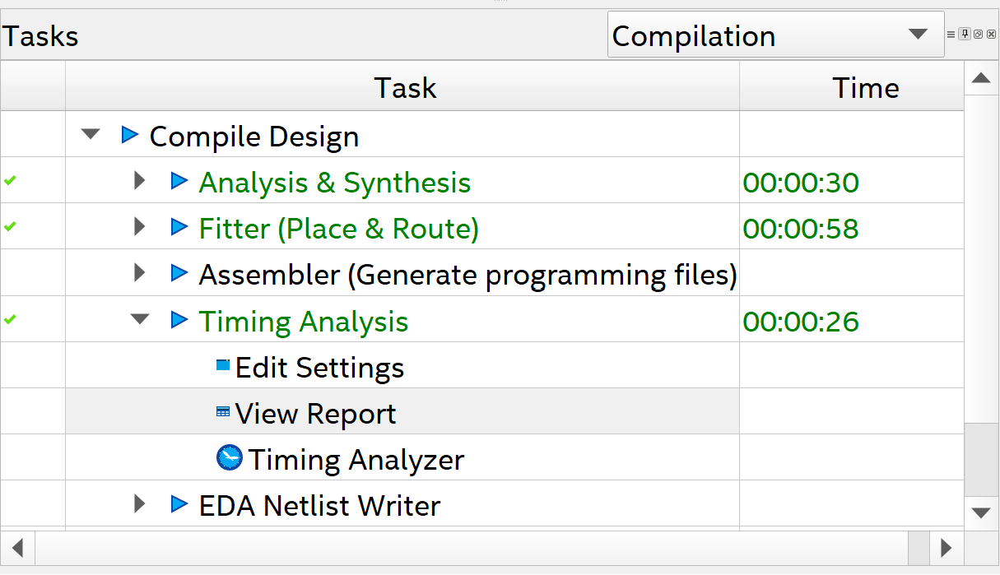 Tasks
Compilation
Task Time
Compile Design
Analysis & Synthesis 00:00:30
Fitter (Place & Route) 00:00:58
Assembler (Generate programming files)
Timing Analysis 00:00:26
Edit Settings
View Report
Timing Analyzer
EDA Netlist Writer